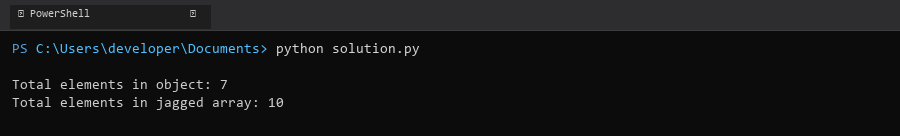 PowerShell
PS C:\Users\developer\Documents> python solution.py
Total elements in object: 7
Total elements in jagged array: 10